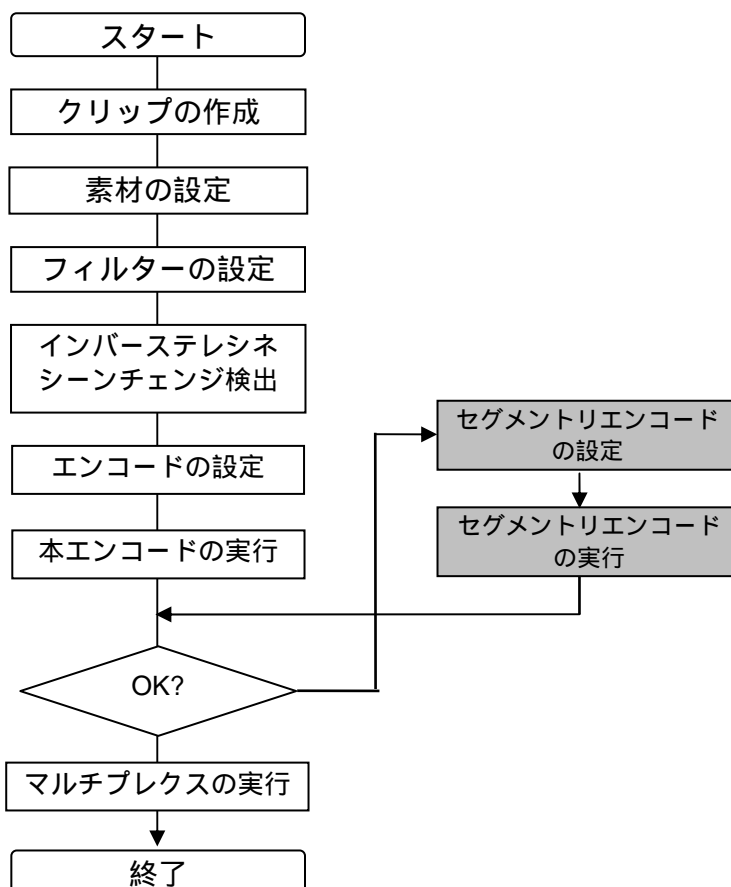 スタート
クリップの作成
素材の設定
フィルターの設定
インバーステレシネ
シーンチェンジ検出
エンコードの設定
本エンコードの実行
セグメントリエンコード
の設定
セグメントリエンコード
の実行
OK?
マルチプレクスの実行
終了